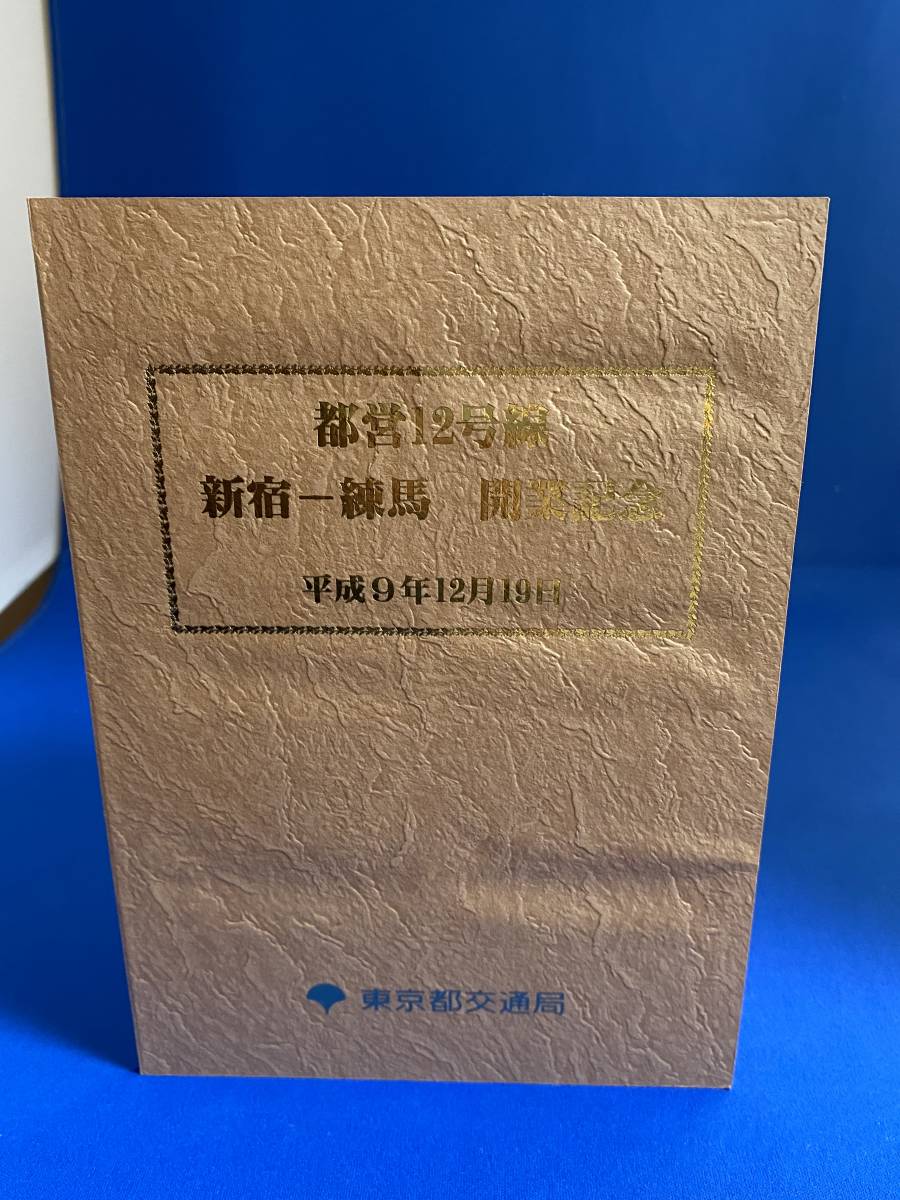 都営12号線
新宿－練馬　開業記念
平成９年12月19日
東京都交通局